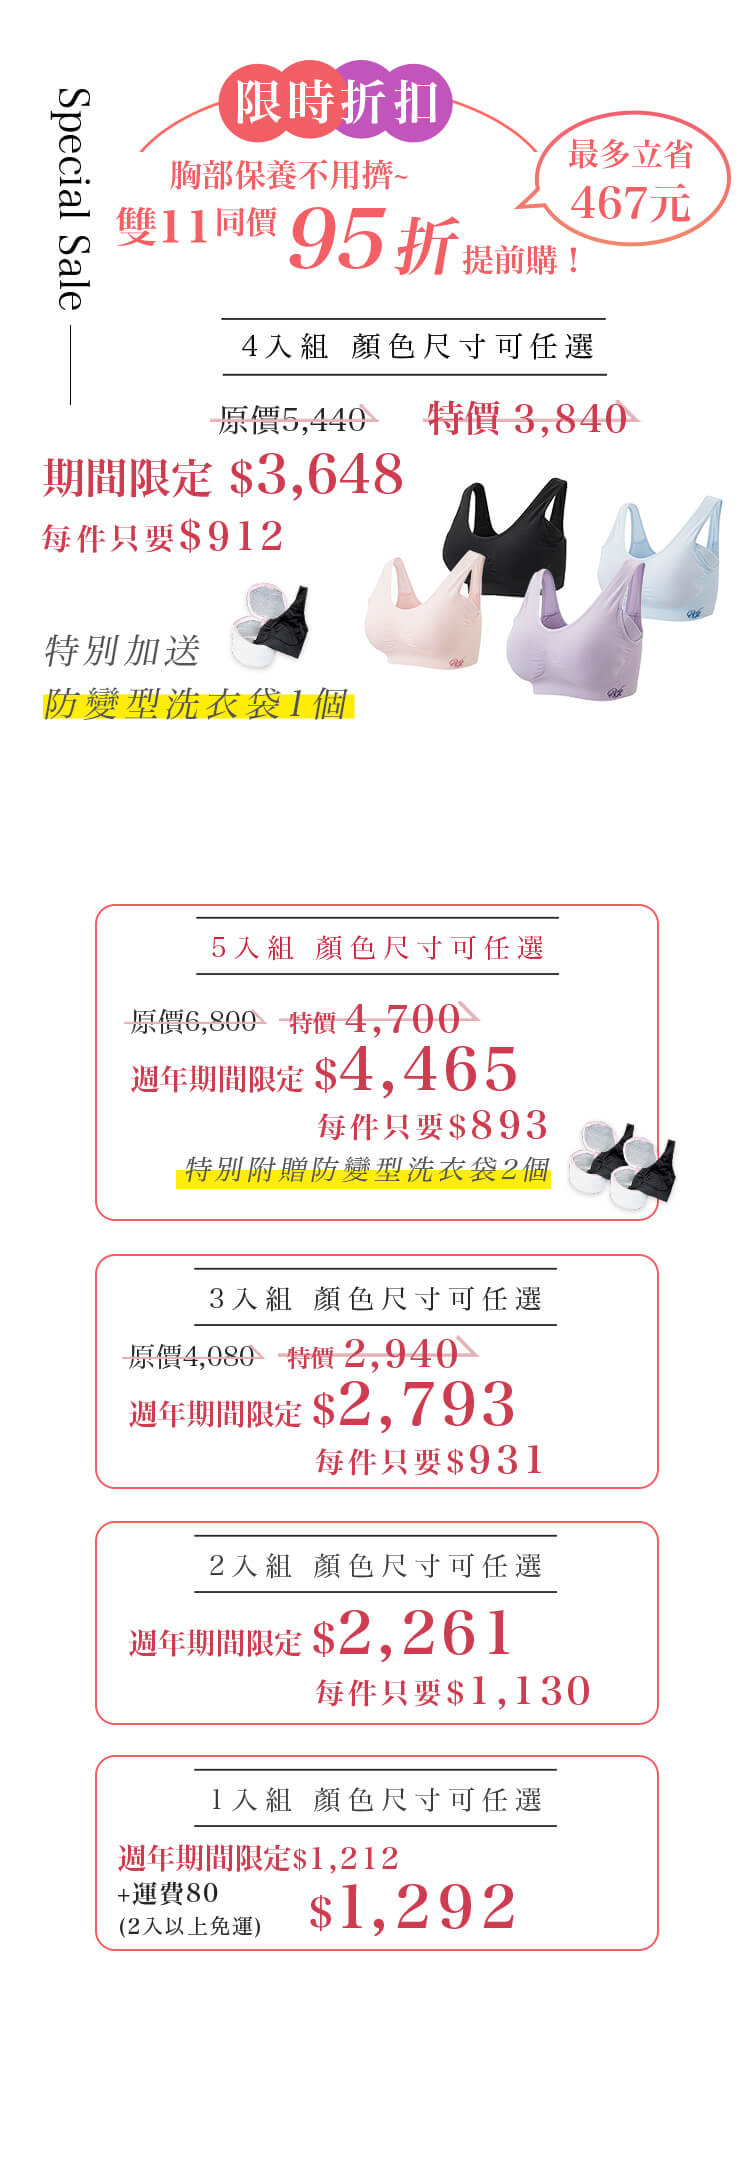 Special Sale
限時折扣
胸部保養不用擠~
雙11同價 95折 提前購！
最多立省
467元
4入組 顏色尺寸可任選
原價5,440 特價 3,840
期間限定 $3,648
每件只要$912
特別加送
防變型洗衣袋1個
5入組 顏色尺寸可任選
原價6,800 特價 4,700
週年期間限定 $4,465
每件只要$893
特別附贈防變型洗衣袋2個
3入組 顏色尺寸可任選
原價4,080 特價 2,940
週年期間限定 $2,793
每件只要$931
2入組 顏色尺寸可任選
週年期間限定 $2,261
每件只要$1,130
1入組 顏色尺寸可任選
週年期間限定$1,212
+運費80
(2入以上免運)
$1,292